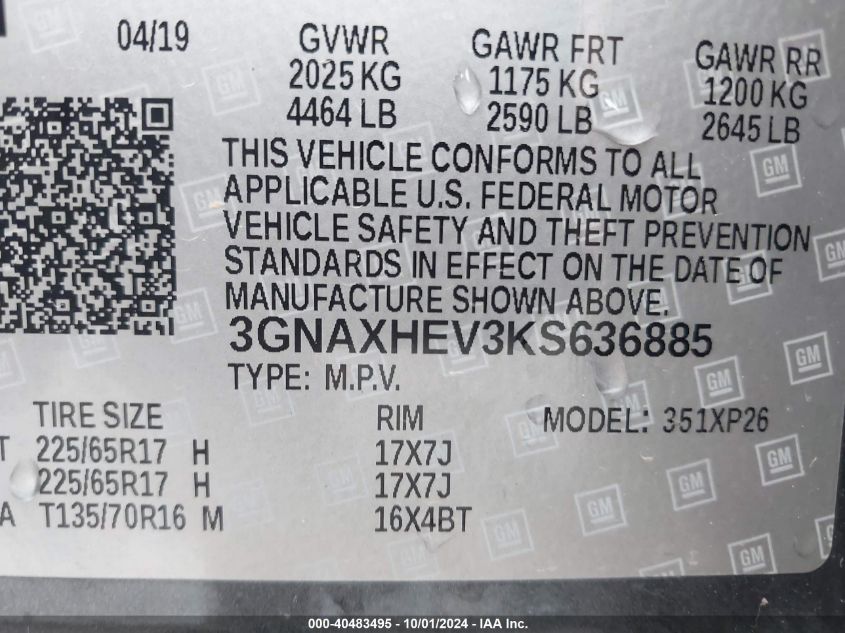 04/19 GVWR GAWR FRT GAWR RR
2025 KG 1175 KG 1200 KG
4464 LB 2590 LB 2645 LB
THIS VEHICLE CONFORMS TO ALL
APPLICABLE U.S. FEDERAL MOTOR
VEHICLE SAFETY AND THEFT PREVENTION
STANDARDS IN EFFECT ON THE DATE OF
MANUFACTURE SHOWN ABOVE.
3GNAXHEV3KS636885
TYPE: M.P.V.
TIRE SIZE RIM MODEL: 351XP26
T 225/65R17 H 17X7J
225/65R17 H 17X7J
A T135/70R16 M 16X4BT
GM
000-40483495 - 10/01/2024 - IAA Inc.